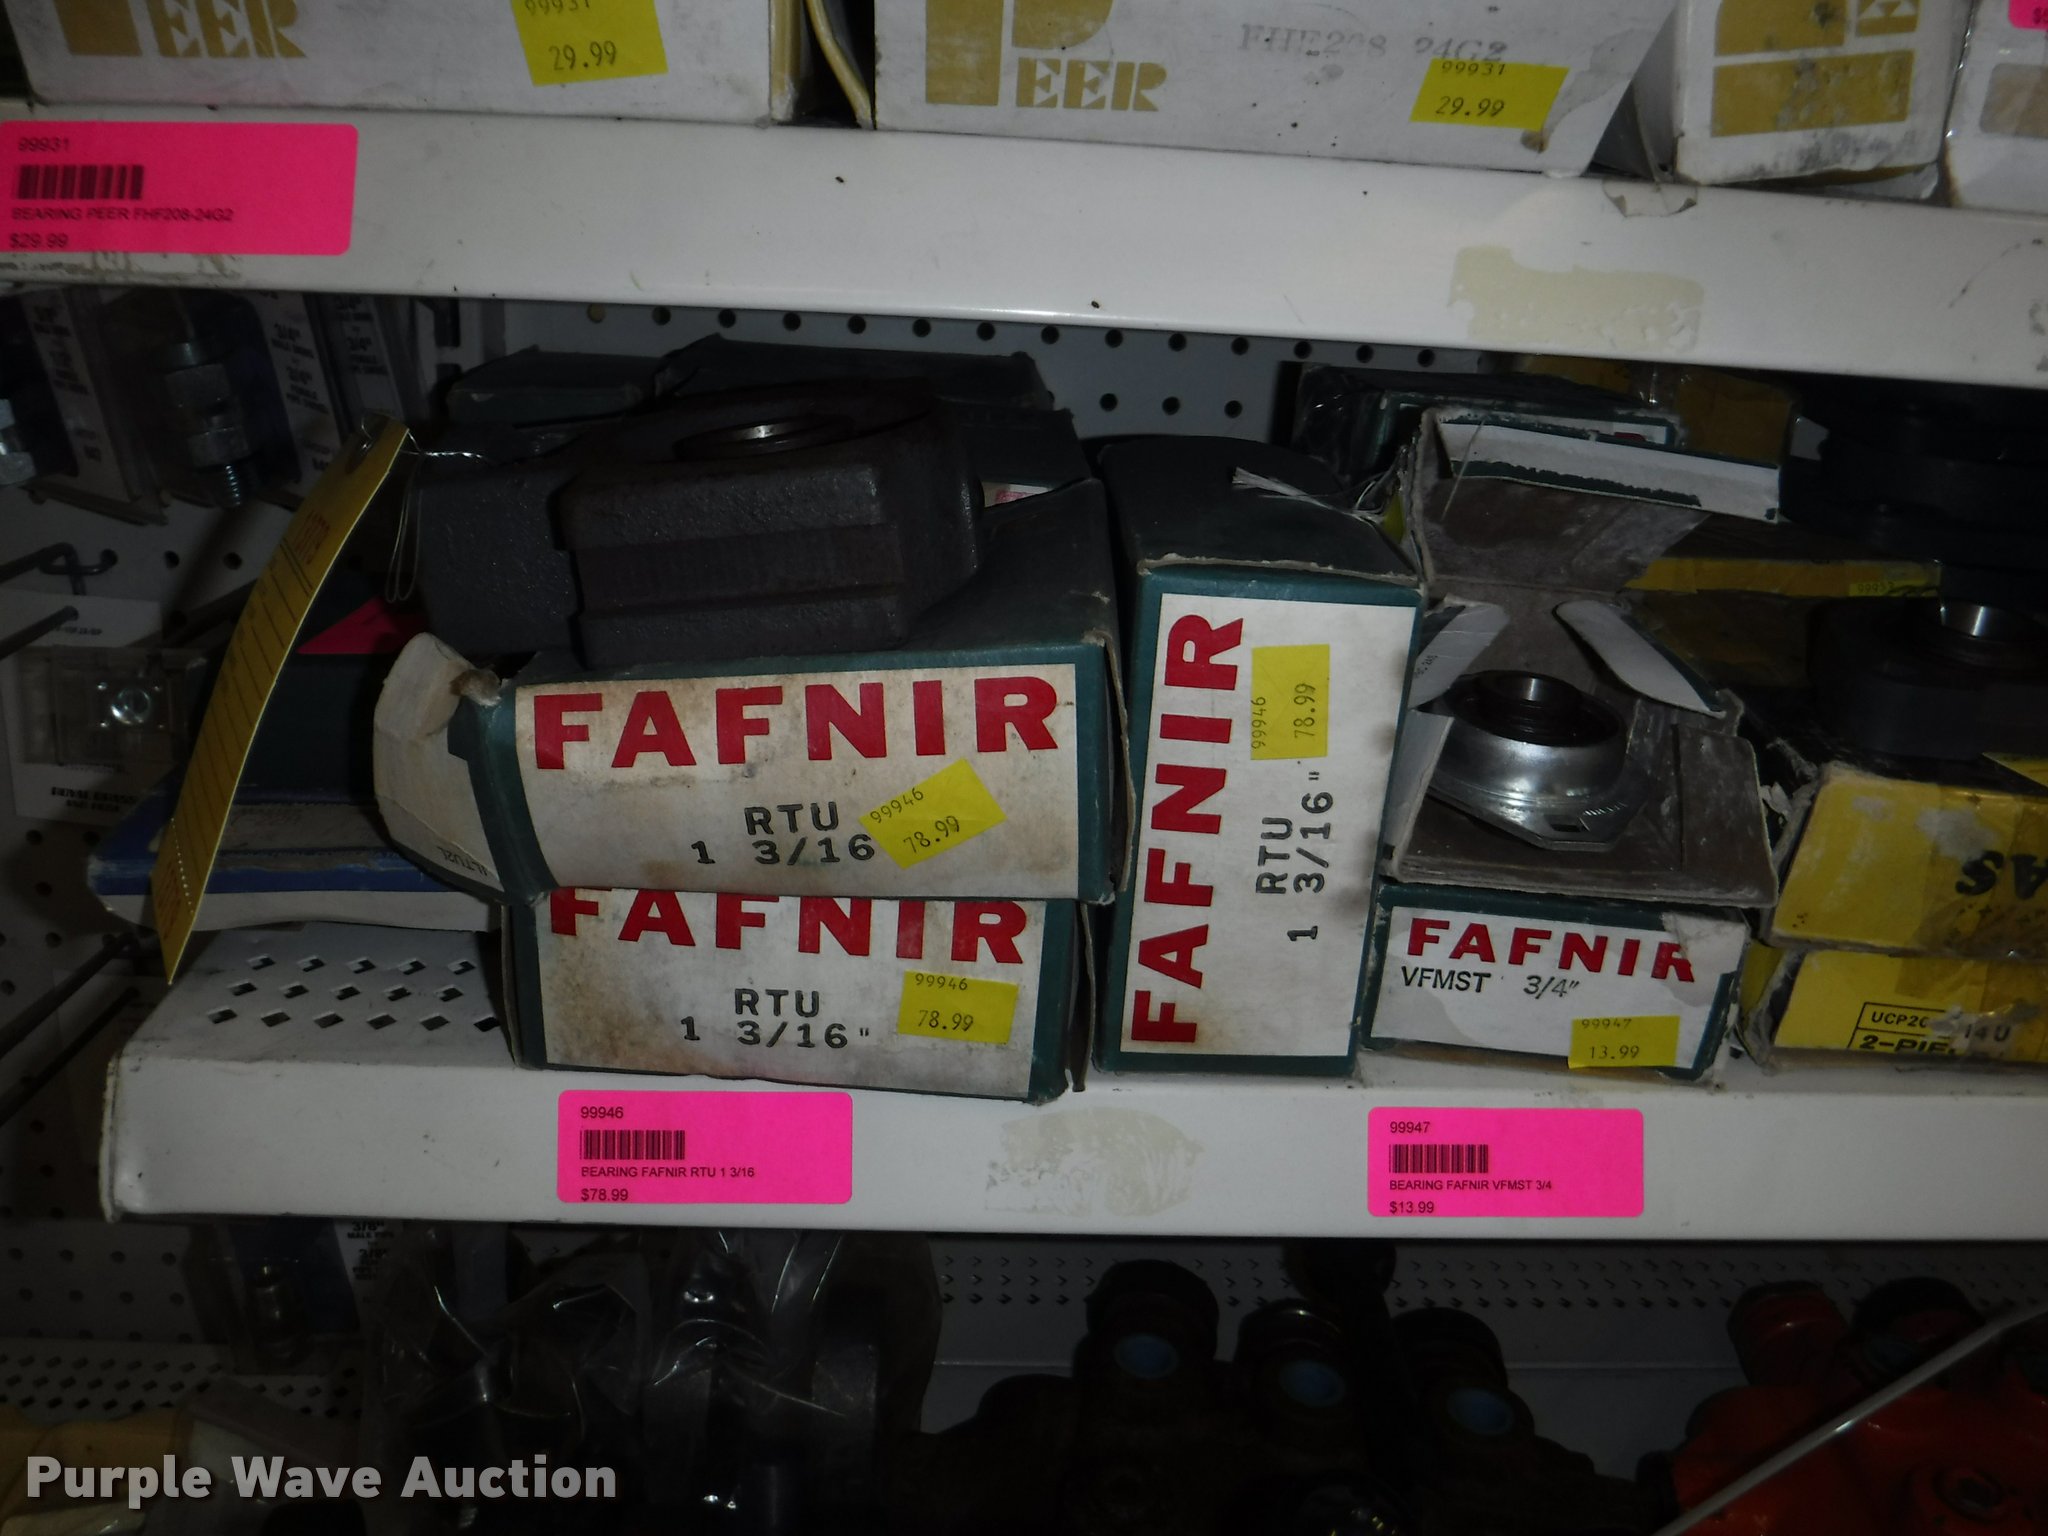 EER
99931
29.99
EER
FHF208 24G2
99931
29.99
99931
BEARING PEER FHF208-24G2
$29.99
FAFNIR
RTU
1 3/16
99946
78.99
FAFNIR
RTU
1 3/16"
99946
78.99
FAFNIR
RTU
1 3/16"
99946
78.99
FAFNIR
VFMST 3/4"
99947
13.99
2-PIE
99946
BEARING FAFNIR RTU 1 3/16
$78.99
99947
BEARING FAFNIR VFMST 3/4
$13.99
Purple Wave Auction